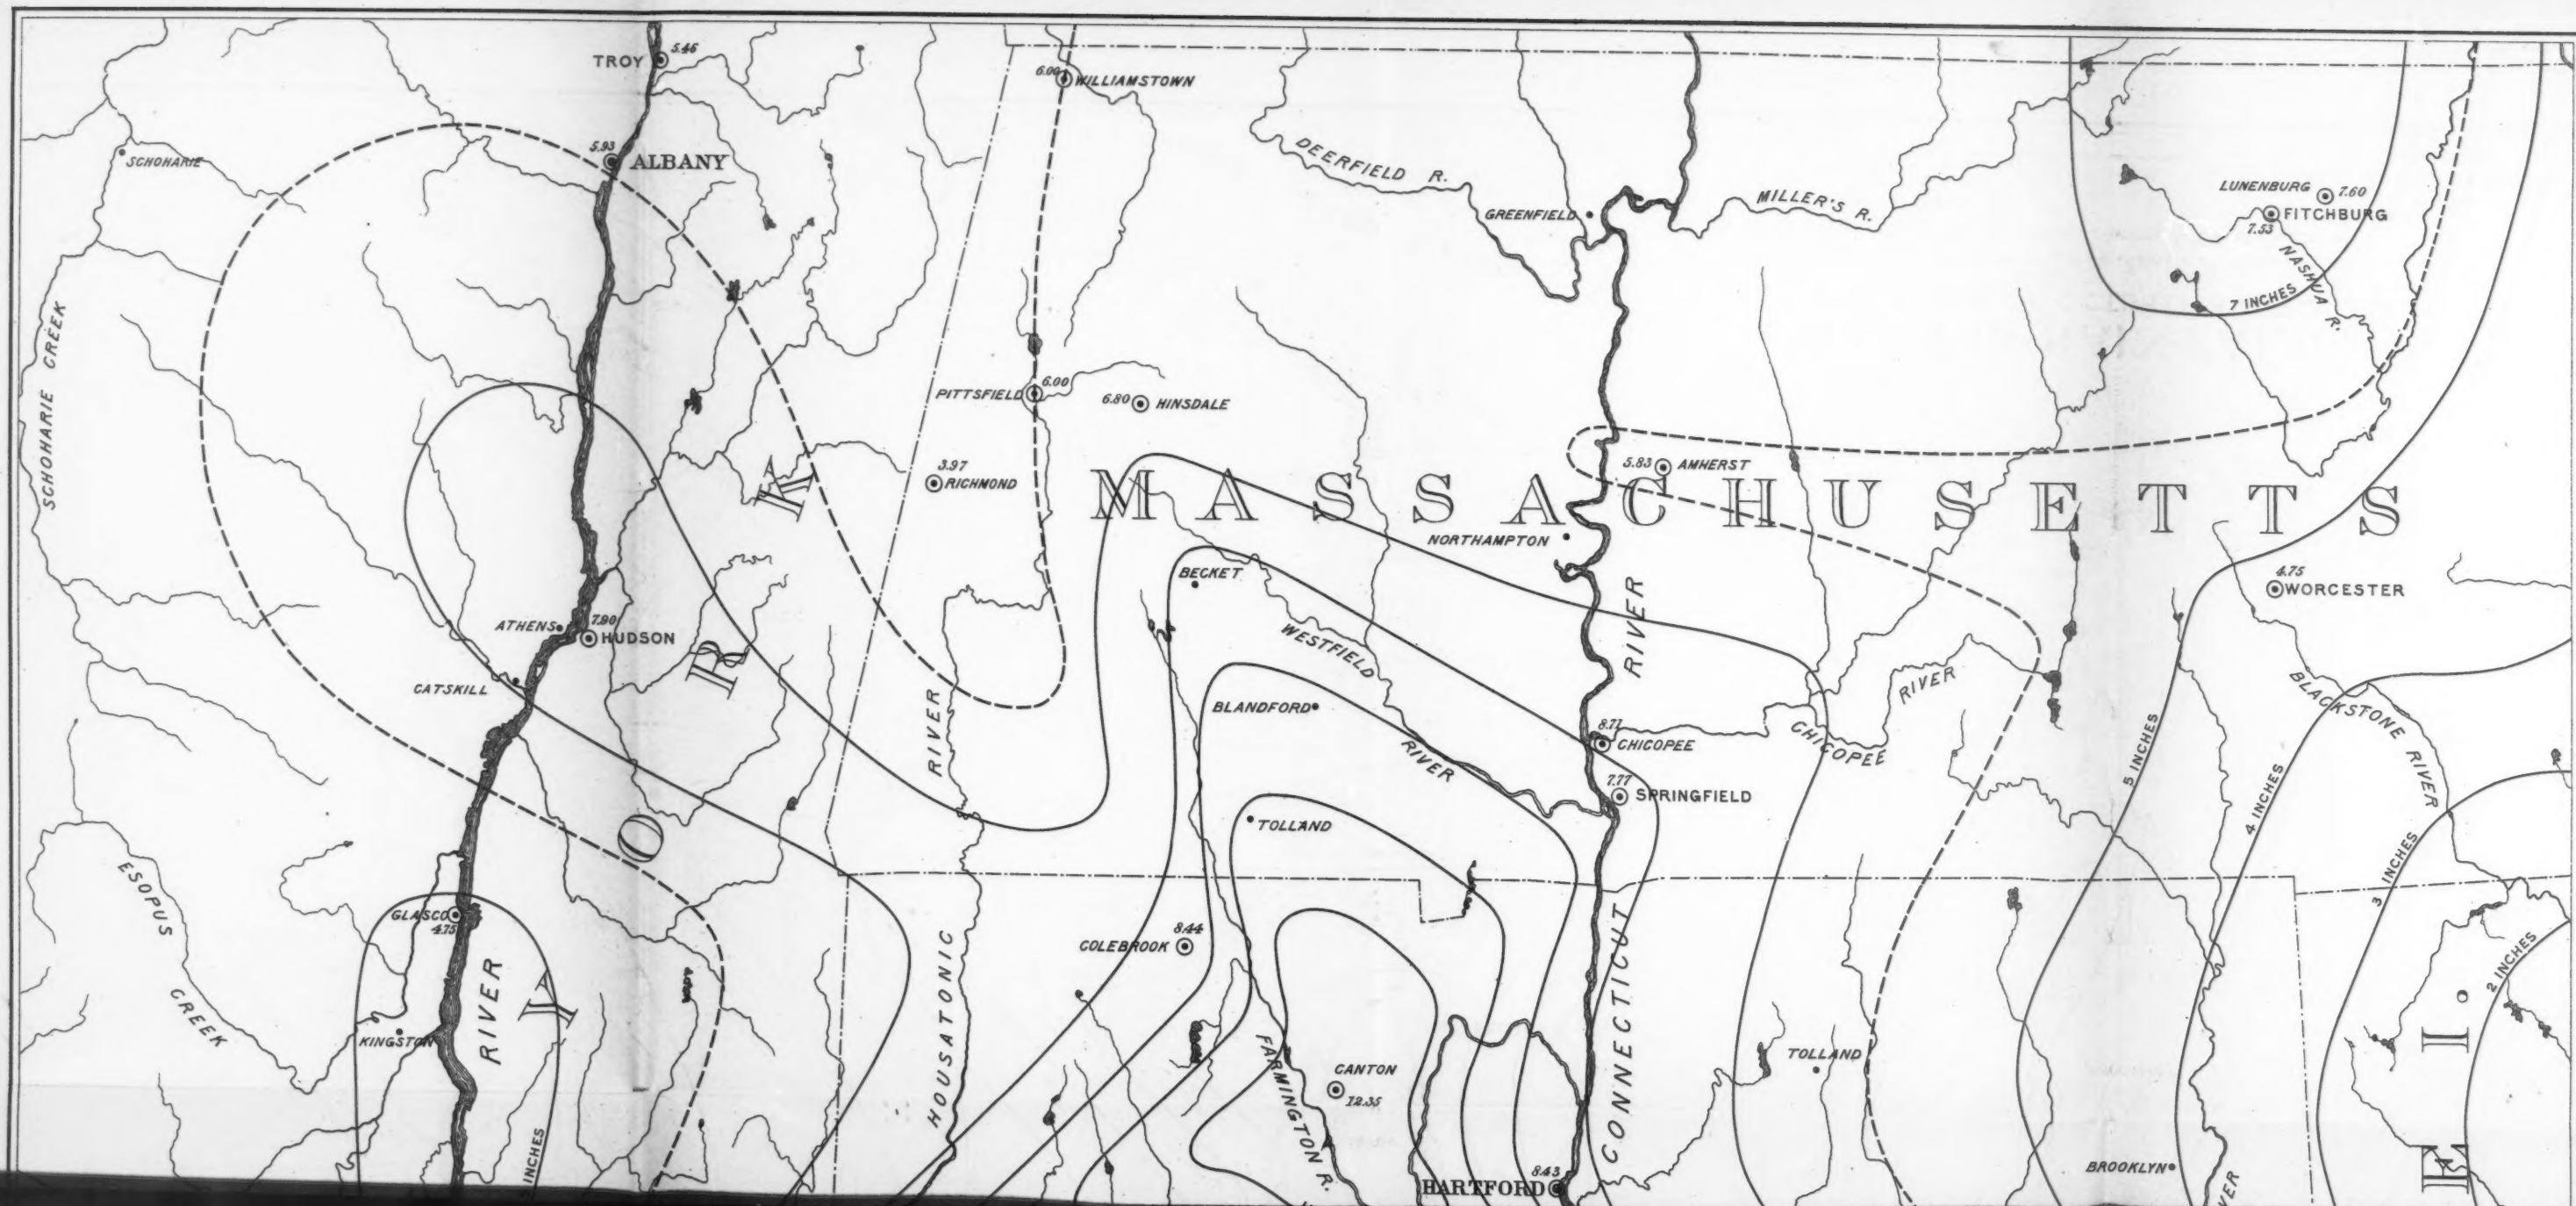 5.46
TROY
6.00
WILLIAMSTOWN
SCHOHARIE
5.93
ALBANY
DEERFIELD R.
GREENFIELD
MILLER'S R.
LUNENBURG
7.60
FITCHBURG
7.53
NASHUA R.
7 INCHES
SCHOHARIE CREEK
PITTSFIELD
6.00
6.80
HINSDALE
3.97
RICHMOND
5.83
AMHERST
MASSACHUSETTS
NORTHAMPTON
BECKET
4.75
WORCESTER
WESTFIELD
RIVER
RIVER
ATHENS
7.90
HUDSON
CATSKILL
BLANDFORD
CHICOPEE
RIVER
BLACKSTONE RIVER
8.71
CHICOPEE
7.77
SPRINGFIELD
RIVER
TOLLAND
5 INCHES
4 INCHES
3 INCHES
2 INCHES
YORK
ESOPUS
CREEK
GLASCO
4.75
KINGSTON
RIVER
HOUSATONIC
COLEBROOK
8.44
FARMINGTON R.
CANTON
12.35
CONNECTICUT
TOLLAND
INCHES
8.43
HARTFORD
BROOKLYN
E I.